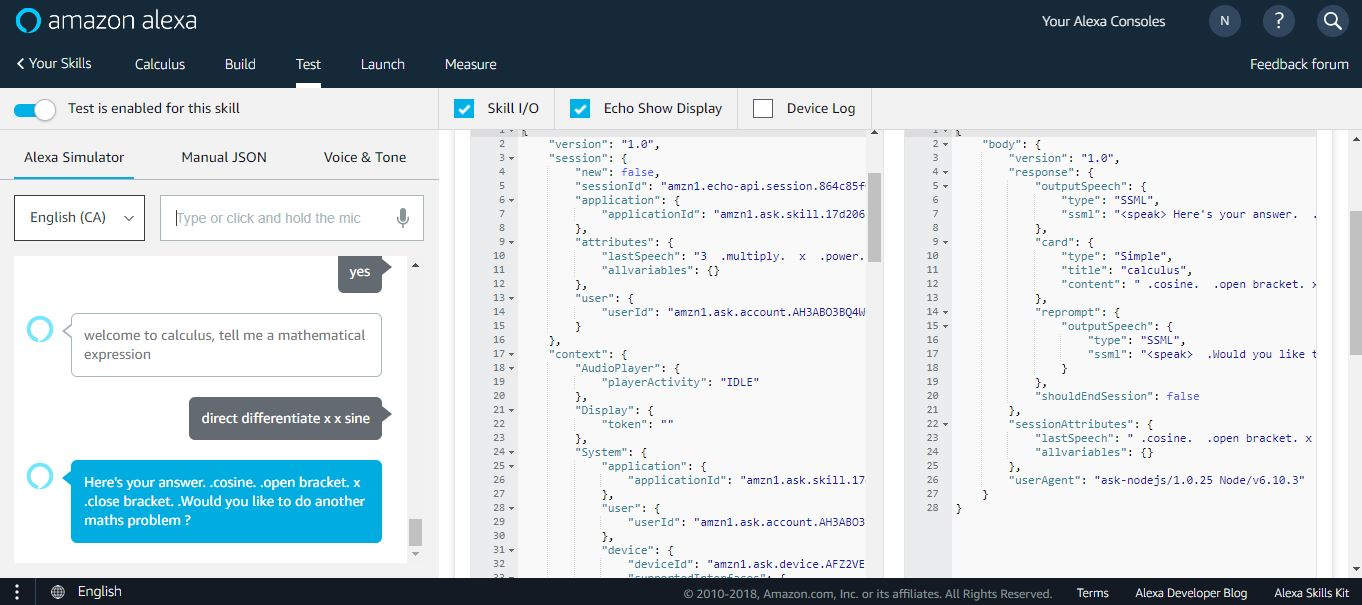 amazon alexa
Your Alexa Consoles
N
?
Your Skills
Calculus
Build
Test
Launch
Measure
Feedback forum
Test is enabled for this skill
Skill I/O
Echo Show Display
Device Log
Alexa Simulator
Manual JSON
Voice & Tone
English (CA)
Type or click and hold the mic
yes
welcome to calculus, tell me a mathematical
expression
direct differentiate x x sine
Here's your answer. .cosine. .open bracket. x
.close bracket. .Would you like to do another
maths problem ?
1 {
2 "version": "1.0",
3 "session": {
4 "new": false,
5 "sessionId": "amzn1.echo-api.session.864c85f
6 "application": {
7 "applicationId": "amzn1.ask.skill.17d206
8 },
9 "attributes": {
10 "lastSpeech": "3 .multiply. x .power.
11 "allvariables": {}
12 },
13 "user": {
14 "userId": "amzn1.ask.account.AH3ABO3BQ4W
15 }
16 },
17 "context": {
18 "AudioPlayer": {
19 "playerActivity": "IDLE"
20 },
21 "Display": {
22 "token": ""
23 },
24 "System": {
25 "application": {
26 "applicationId": "amzn1.ask.skill.17
27 },
28 "user": {
29 "userId": "amzn1.ask.account.AH3ABO3
30 },
31 "device": {
32 "deviceId": "amzn1.ask.device.AFZ2VE
33 "supportedInterfaces": {
1 {
2 "body": {
3 "version": "1.0",
4 "response": {
5 "outputSpeech": {
6 "type": "SSML",
7 "ssml": "<speak> Here's your answer. .
8 },
9 "card": {
10 "type": "Simple",
11 "title": "calculus",
12 "content": " .cosine. .open bracket. x
13 },
14 "reprompt": {
15 "outputSpeech": {
16 "type": "SSML",
17 "ssml": "<speak> .Would you like t
18 }
19 },
20 "shouldEndSession": false
21 },
22 "sessionAttributes": {
23 "lastSpeech": " .cosine. .open bracket. x
24 "allvariables": {}
25 },
26 "userAgent": "ask-nodejs/1.0.25 Node/v6.10.3"
27 }
28 }
English
© 2010-2018, Amazon.com, Inc. or its affiliates. All Rights Reserved.
Terms
Alexa Developer Blog
Alexa Skills Kit